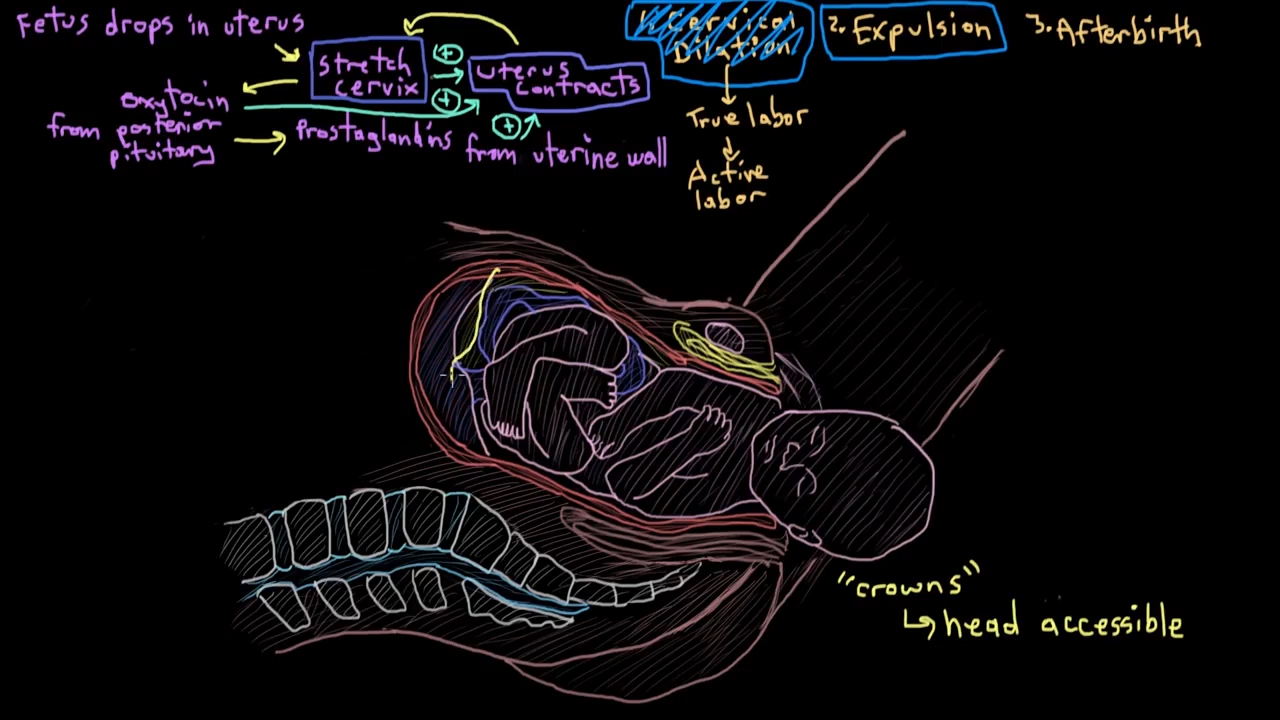 Fetus drops in uterus
stretch
cervix
+
uterus
contracts
oxytocin
from posterior
pituitary
+
Prostaglandins
from uterine wall
+
1. Cervical
Dilation
True labor
Active
labor
2. Expulsion
3. Afterbirth
"crowns"
head accessible